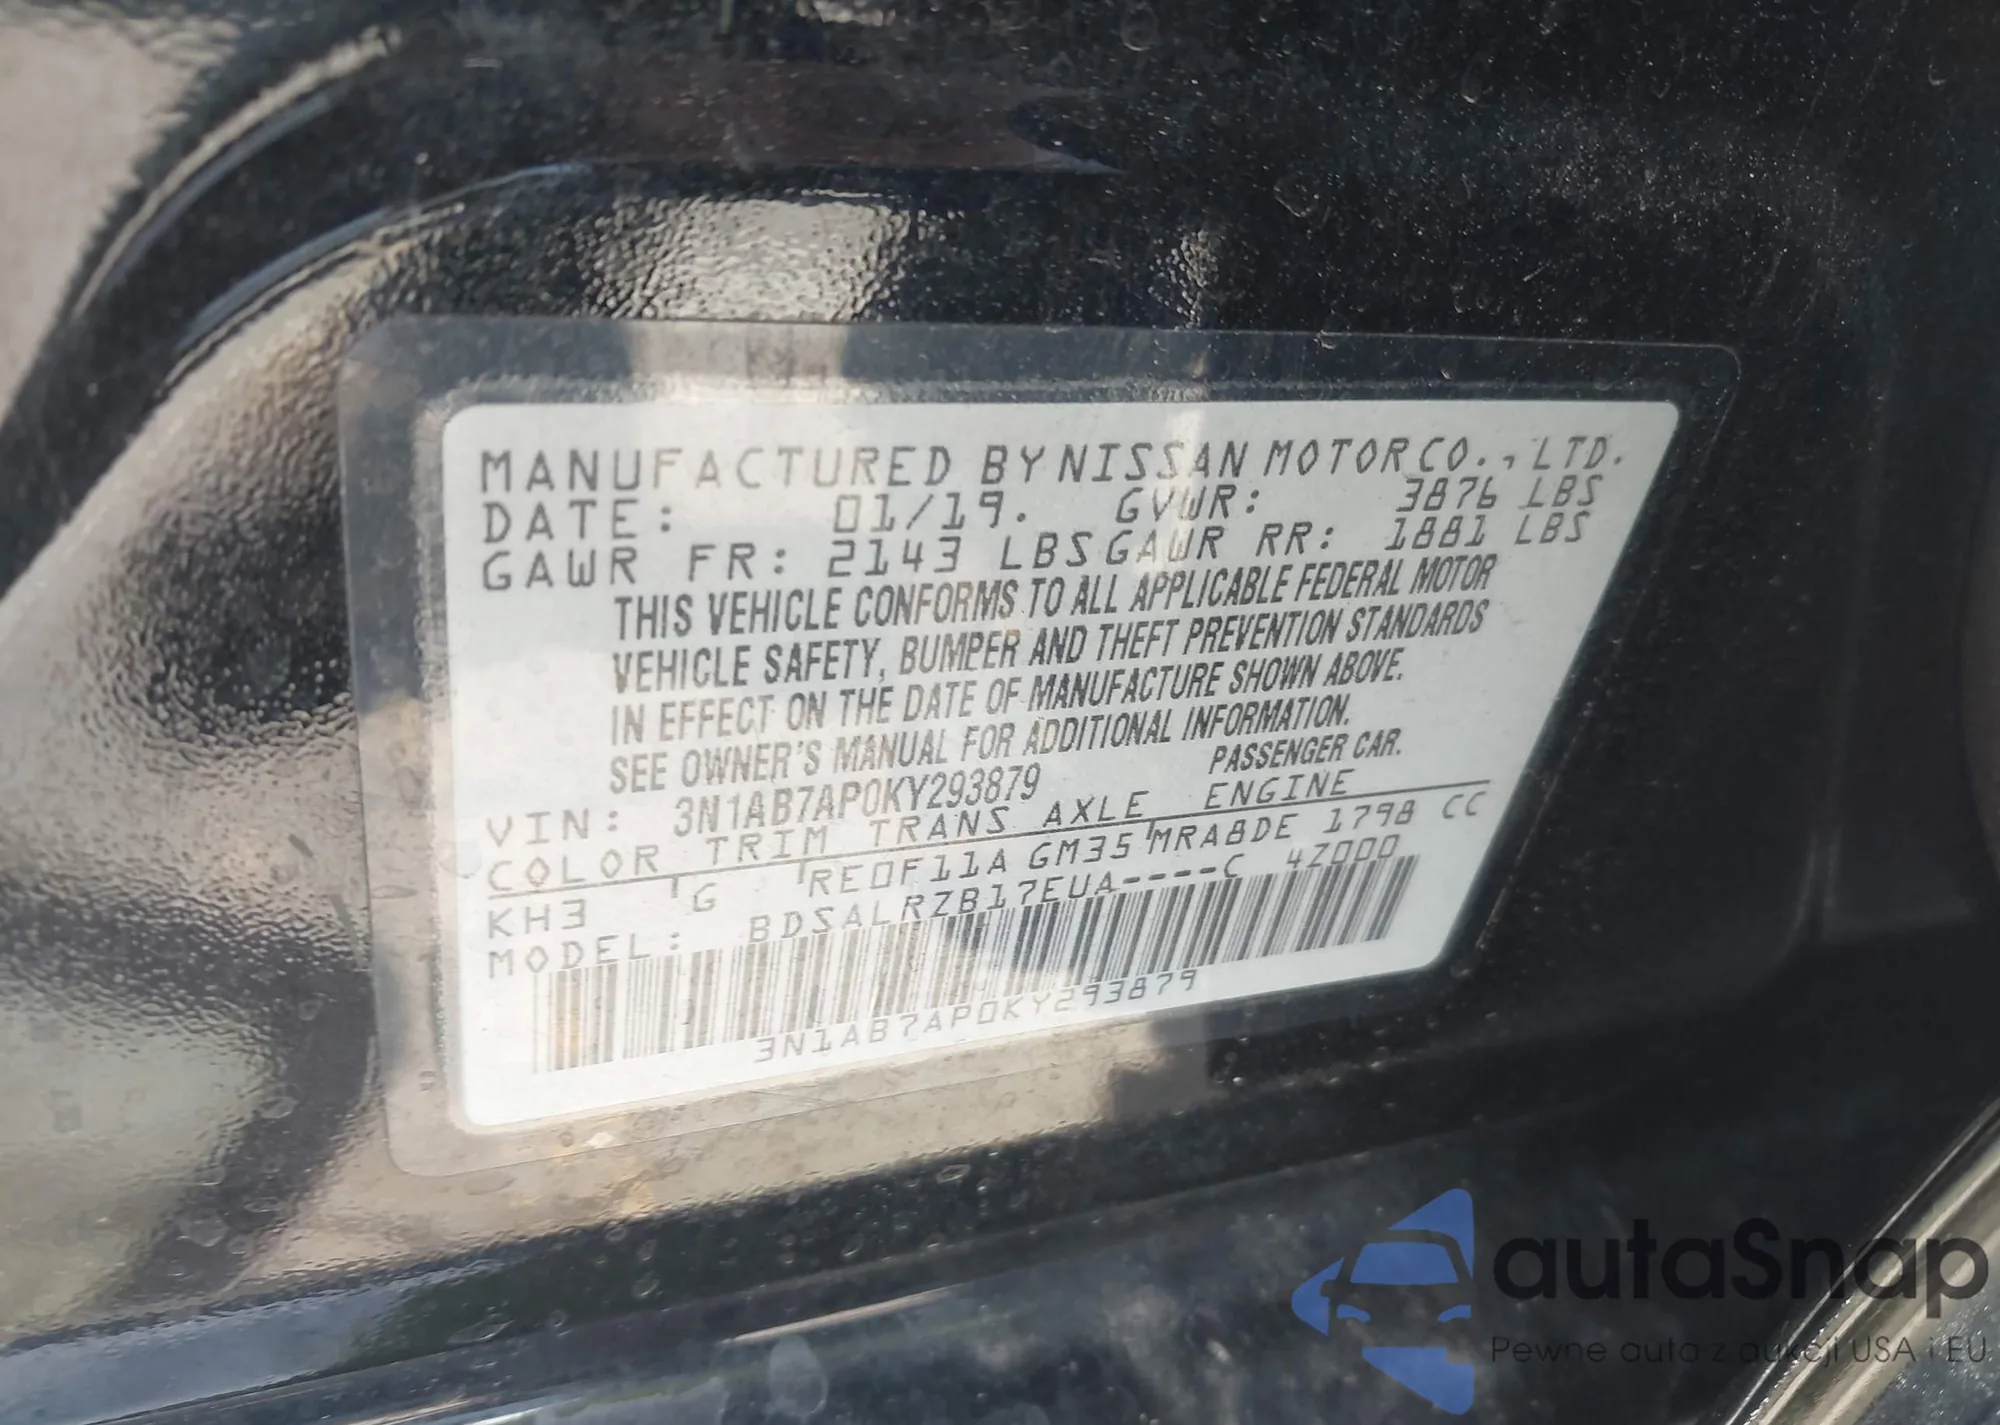 MANUFACTURED BY NISSAN MOTOR CO., LTD.
DATE: 01/19. GVWR: 3876 LBS
GAWR FR: 2143 LBS GAWR RR: 1881 LBS
THIS VEHICLE CONFORMS TO ALL APPLICABLE FEDERAL MOTOR
VEHICLE SAFETY, BUMPER AND THEFT PREVENTION STANDARDS
IN EFFECT ON THE DATE OF MANUFACTURE SHOWN ABOVE.
SEE OWNER'S MANUAL FOR ADDITIONAL INFORMATION.
VIN: 3N1AB7AP0KY293879 PASSENGER CAR.
COLOR TRIM TRANS AXLE ENGINE
KH3 G RE0F11A GM35 MRA8DE 1798 CC
MODEL: BDSALRZB17EUA----C 4Z000
3N1AB7AP0KY293879
autaSnap
Pewne auta z aukcji USA i EU